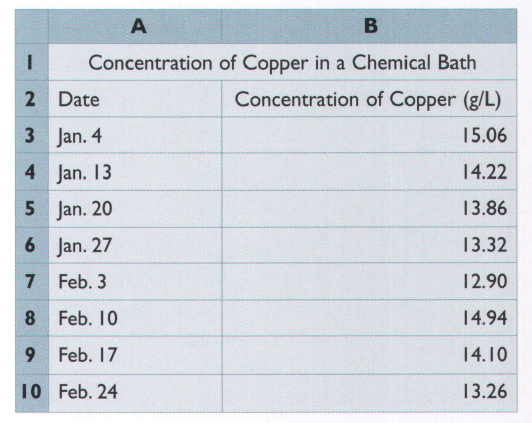 A B
1 Concentration of Copper in a Chemical Bath
2 Date Concentration of Copper (g/L)
3 Jan. 4 15.06
4 Jan. 13 14.22
5 Jan. 20 13.86
6 Jan. 27 13.32
7 Feb. 3 12.90
8 Feb. 10 14.94
9 Feb. 17 14.10
10 Feb. 24 13.26